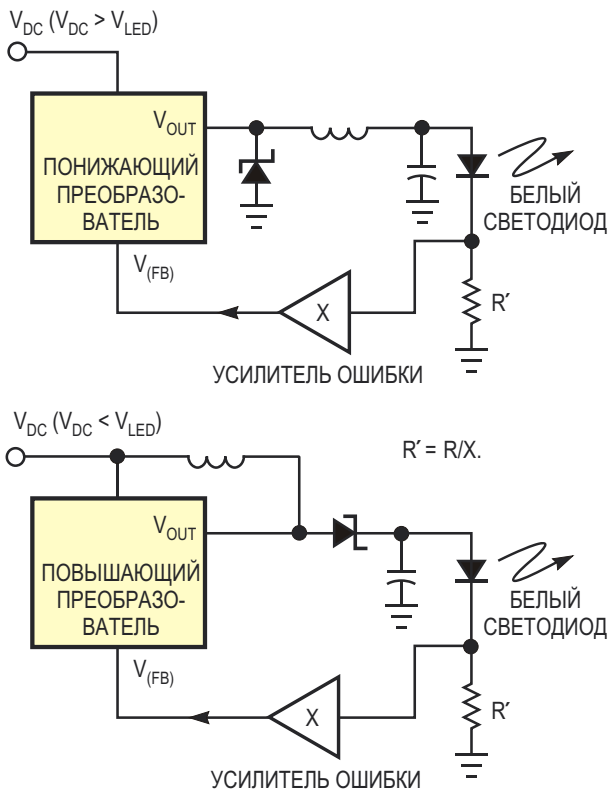 V_DC (V_DC > V_LED)
V_OUT
ПОНИЖАЮЩИЙ
ПРЕОБРАЗО-
ВАТЕЛЬ
V_(FB)
БЕЛЫЙ
СВЕТОДИОД
X
R′
УСИЛИТЕЛЬ ОШИБКИ
V_DC (V_DC < V_LED)
R′ = R/X.
V_OUT
ПОВЫШАЮЩИЙ
ПРЕОБРАЗО-
ВАТЕЛЬ
V_(FB)
БЕЛЫЙ
СВЕТОДИОД
X
R′
УСИЛИТЕЛЬ ОШИБКИ